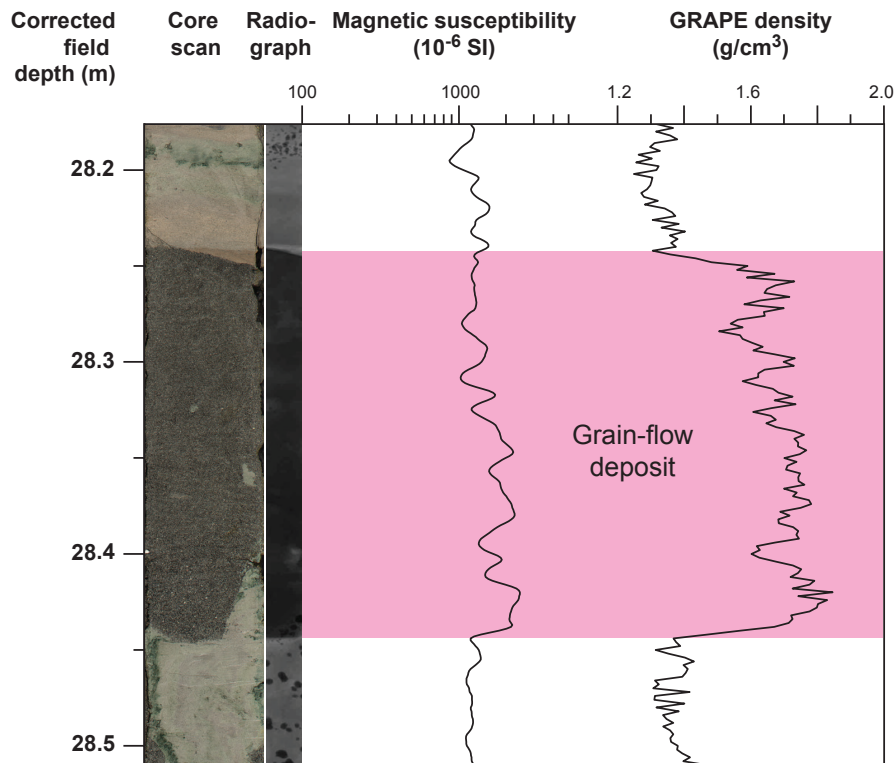 Corrected field depth (m)
Core scan
Radio-graph
Magnetic susceptibility
(10⁻⁶ SI)
GRAPE density
(g/cm³)
100
1000
1.2
1.6
2.0
28.2
28.3
28.4
28.5
Grain-flow
deposit